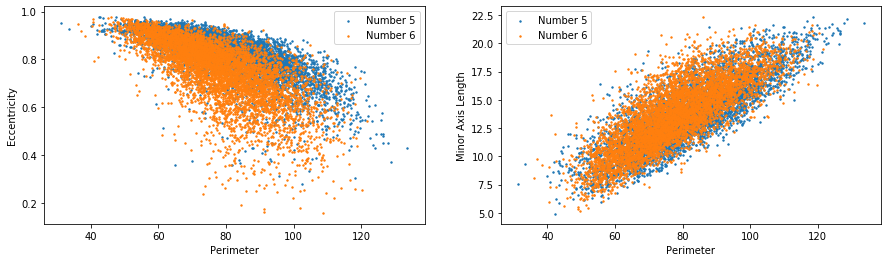 1.0
0.8
0.6
0.4
0.2
Eccentricity
40 60 80 100 120
Perimeter
Number 5
Number 6
22.5
20.0
17.5
15.0
12.5
10.0
7.5
5.0
Minor Axis Length
40 60 80 100 120
Perimeter
Number 5
Number 6